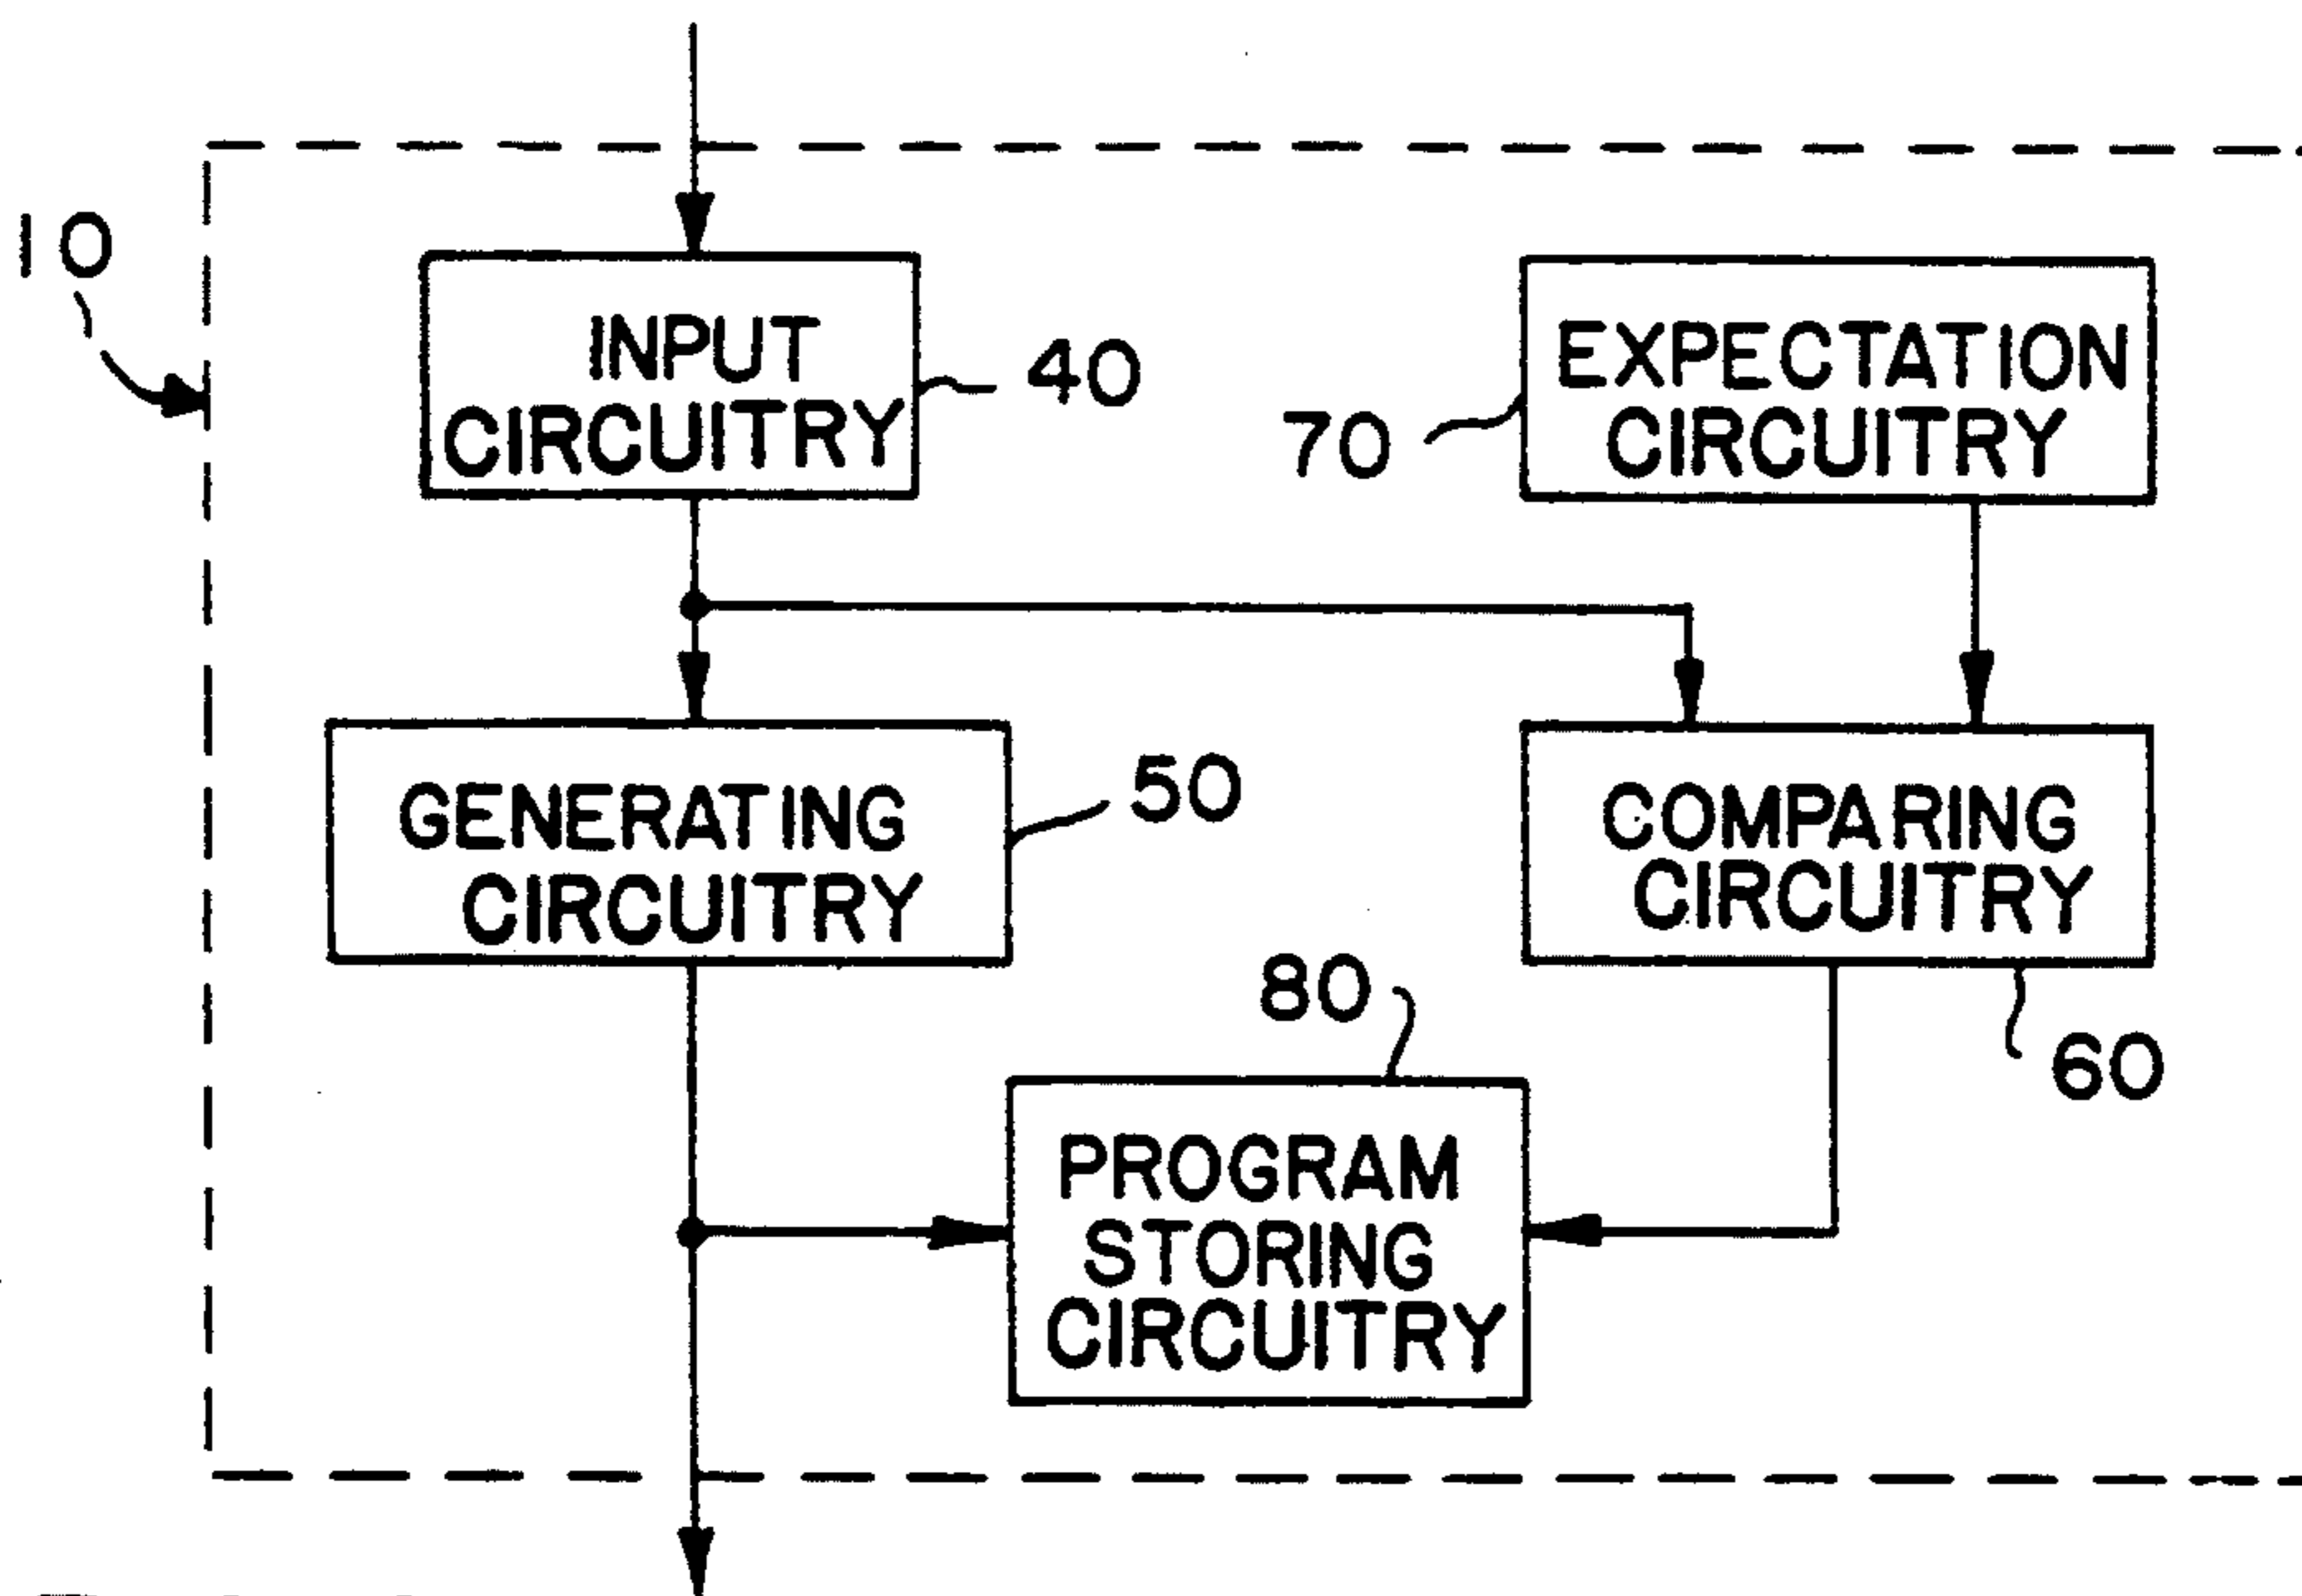 10
INPUT
CIRCUITRY
40
EXPECTATION
CIRCUITRY
70
GENERATING
CIRCUITRY
50
COMPARING
CIRCUITRY
60
80
PROGRAM
STORING
CIRCUITRY